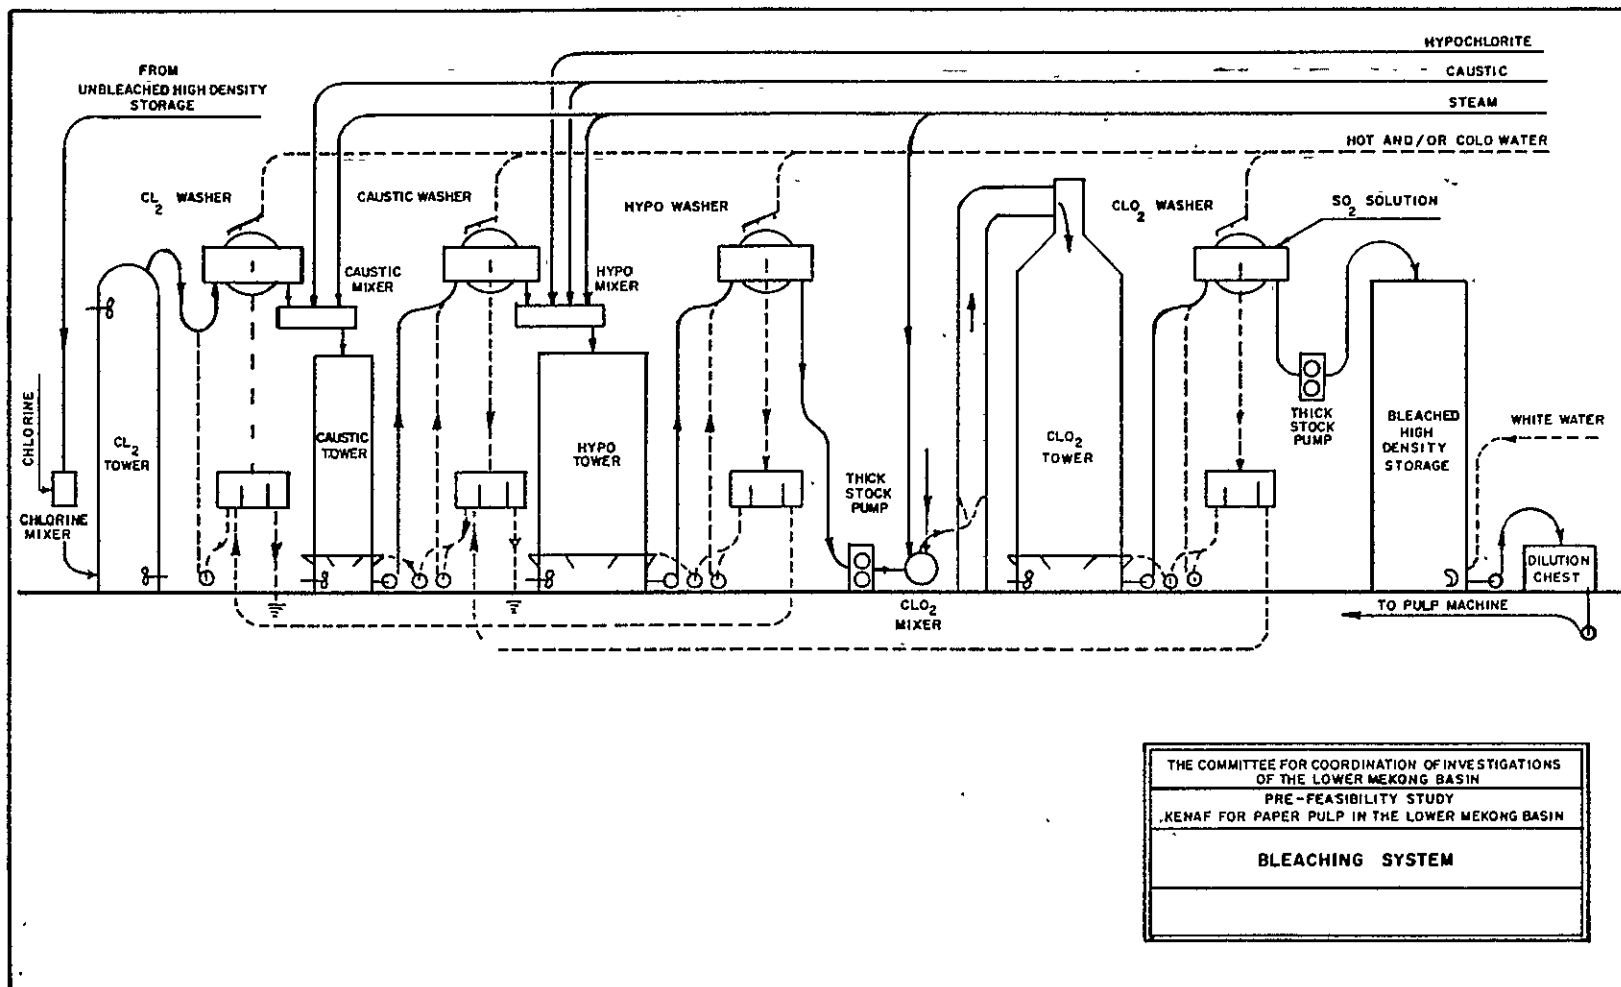 HYPOCHLORITE
CAUSTIC
STEAM
HOT AND/OR COLD WATER
FROM
UNBLEACHED HIGH DENSITY
STORAGE
CL2 WASHER
CAUSTIC WASHER
HYPO WASHER
CLO2 WASHER
SO2 SOLUTION
CAUSTIC
MIXER
HYPO
MIXER
CHLORINE
CL2
TOWER
CAUSTIC
TOWER
HYPO
TOWER
CLO2
TOWER
THICK
STOCK
PUMP
THICK
STOCK
PUMP
BLEACHED
HIGH
DENSITY
STORAGE
WHITE WATER
CHLORINE
MIXER
DILUTION
CHEST
CLO2
MIXER
TO PULP MACHINE
THE COMMITTEE FOR COORDINATION OF INVESTIGATIONS
OF THE LOWER MEKONG BASIN
PRE-FEASIBILITY STUDY
KENAF FOR PAPER PULP IN THE LOWER MEKONG BASIN
BLEACHING SYSTEM